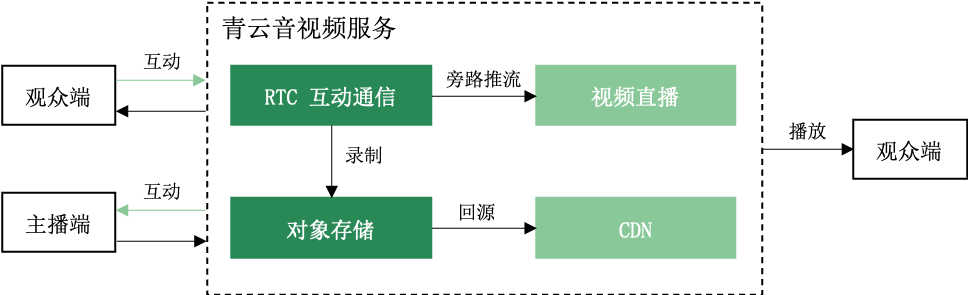 青云音视频服务
互动
观众端
RTC 互动通信
旁路推流
视频直播
播放
观众端
录制
互动
主播端
对象存储
回源
CDN